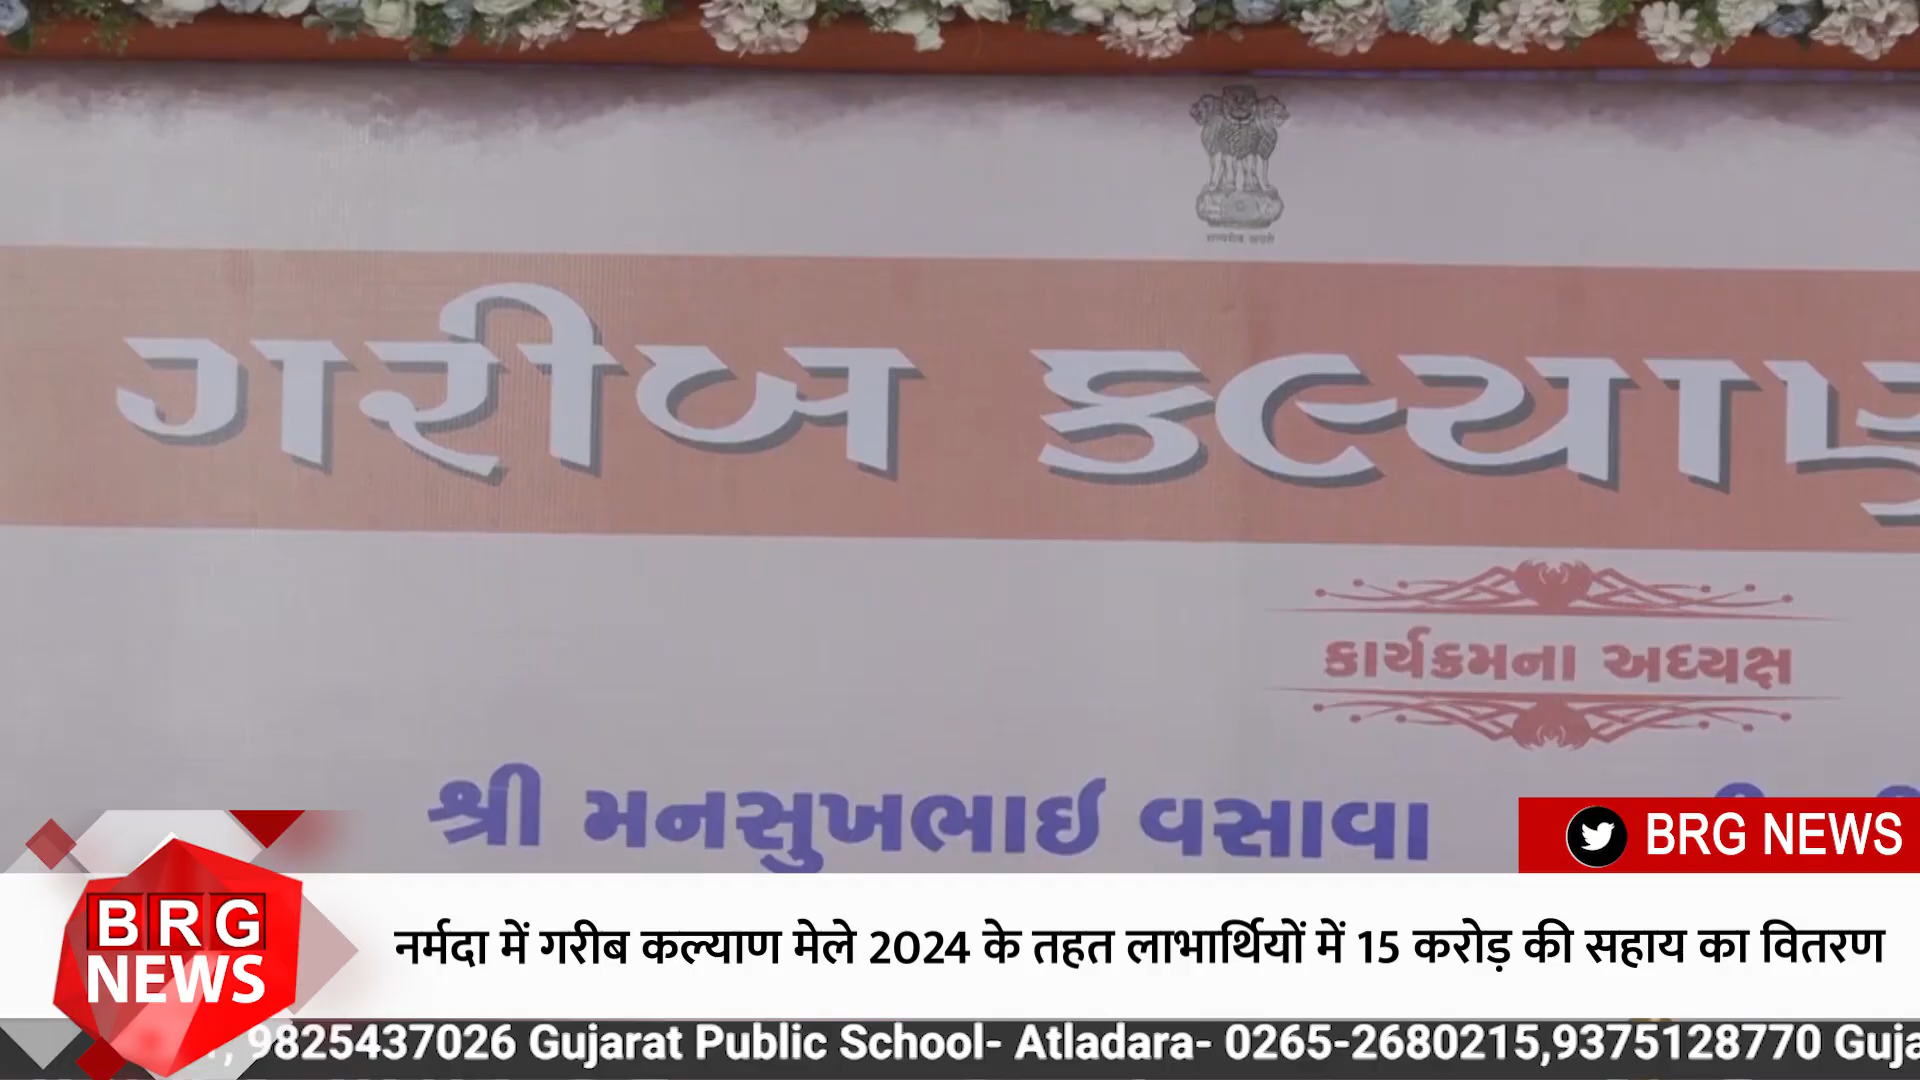 ગરીબ કલ્યાણ
કાર્યક્રમના અધ્યક્ષ
શ્રી મનસુખભાઇ વસાવા
BRG NEWS
BRG
NEWS
नर्मदा में गरीब कल्याण मेले 2024 के तहत लाभार्थियों में 15 करोड़ की सहाय का वितरण
, 9825437026 Gujarat Public School- Atladara- 0265-2680215,9375128770 Guja